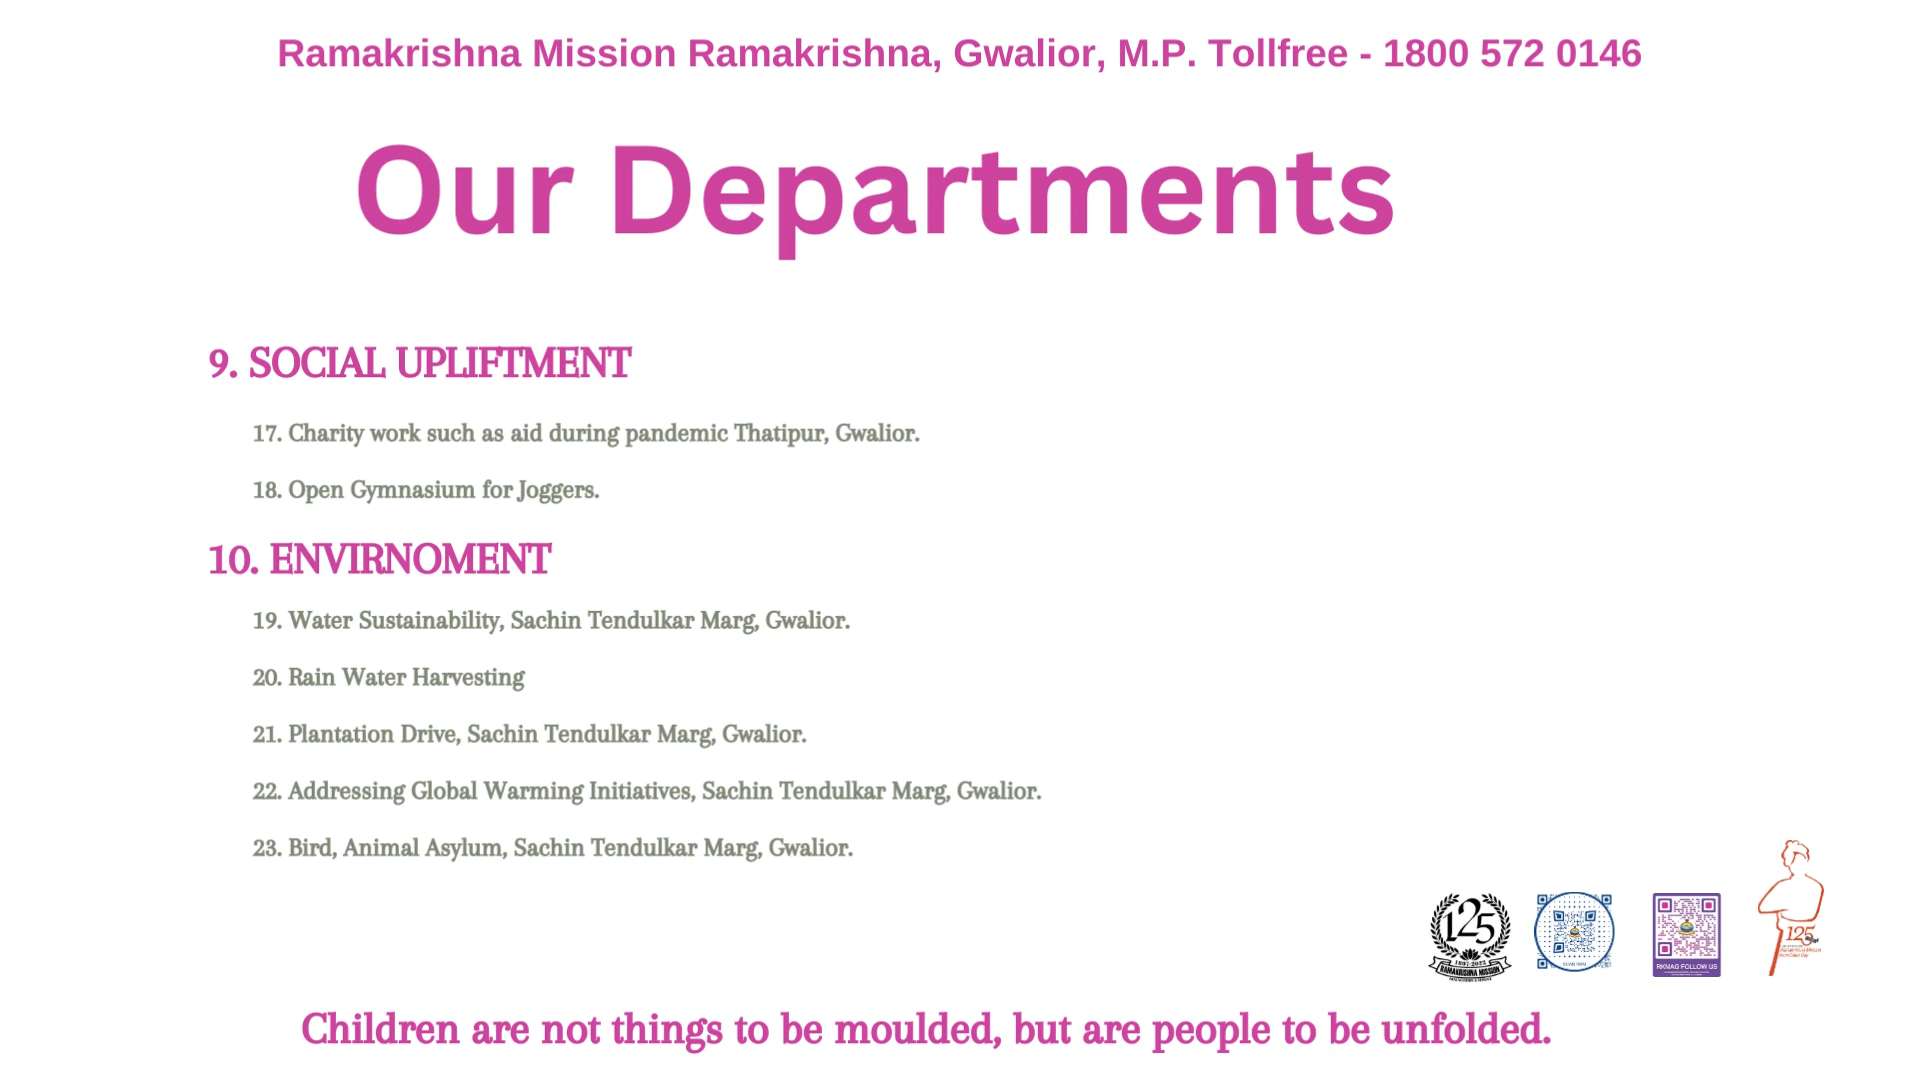 Ramakrishna Mission Ramakrishna, Gwalior, M.P. Tollfree - 1800 572 0146
Our Departments
9. SOCIAL UPLIFTMENT
17. Charity work such as aid during pandemic Thatipur, Gwalior.
18. Open Gymnasium for Joggers.
10. ENVIRNOMENT
19. Water Sustainability, Sachin Tendulkar Marg, Gwalior.
20. Rain Water Harvesting
21. Plantation Drive, Sachin Tendulkar Marg, Gwalior.
22. Addressing Global Warming Initiatives, Sachin Tendulkar Marg, Gwalior.
23. Bird, Animal Asylum, Sachin Tendulkar Marg, Gwalior.
125
1897-2022
RAMAKRISHNA MISSION
RKMAG FOLLOW US
125
Children are not things to be moulded, but are people to be unfolded.